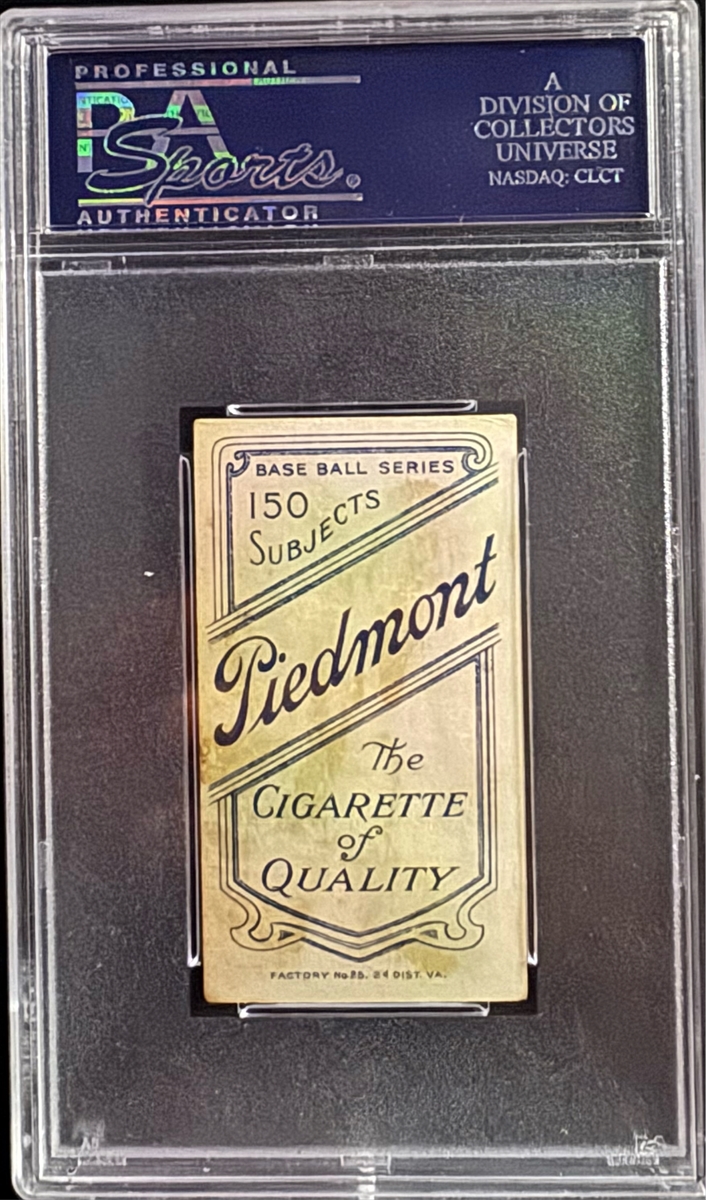 PROFESSIONAL
PSA
Sports®
AUTHENTICATOR
A
DIVISION OF
COLLECTORS
UNIVERSE
NASDAQ: CLCT
BASE BALL SERIES
150
SUBJECTS
Piedmont
The
CIGARETTE
of
QUALITY
FACTORY No 25, 2d DIST. VA.